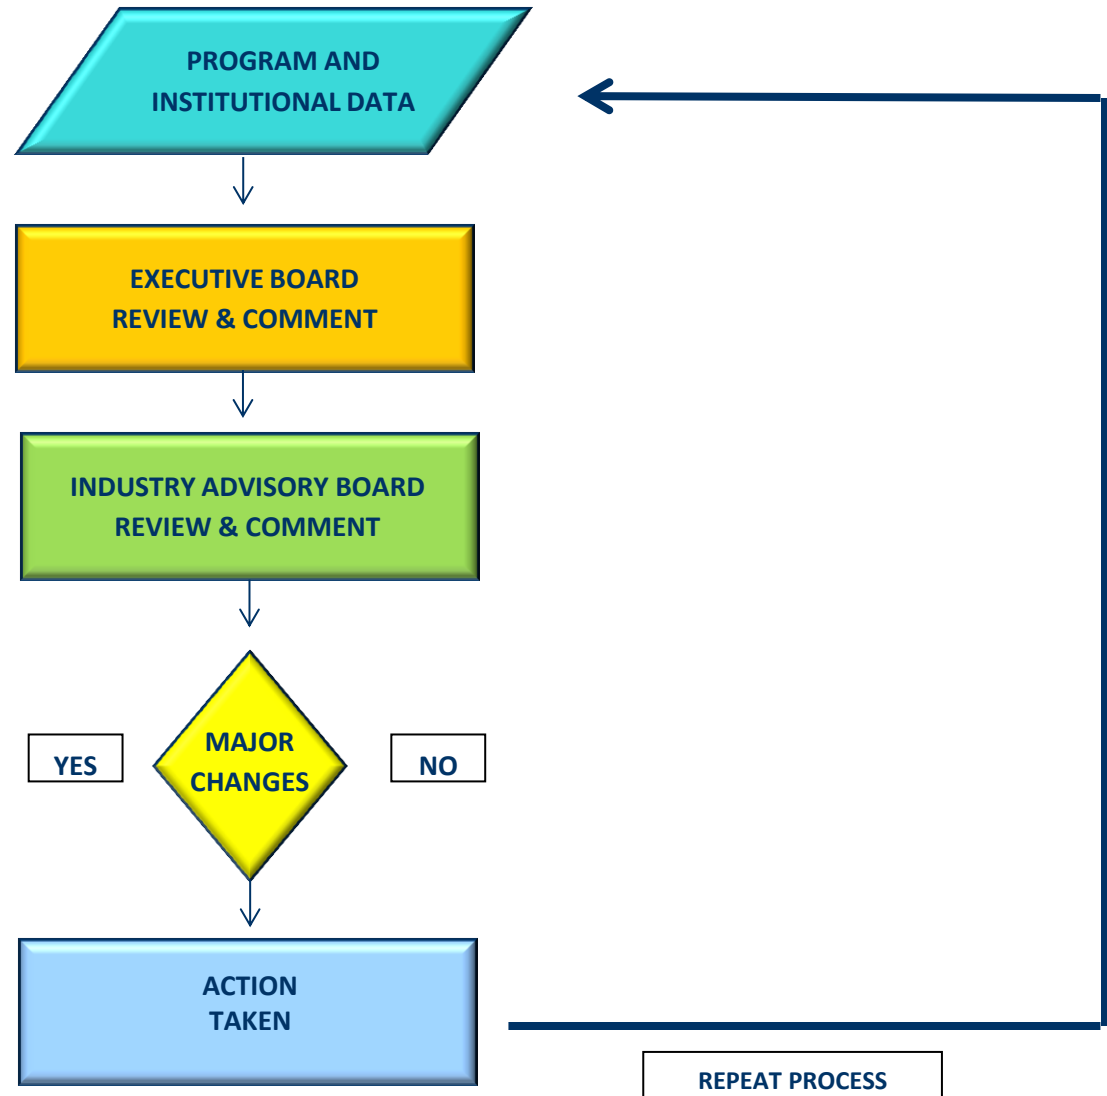 PROGRAM AND
INSTITUTIONAL DATA
EXECUTIVE BOARD
REVIEW & COMMENT
INDUSTRY ADVISORY BOARD
REVIEW & COMMENT
YES
MAJOR
CHANGES
NO
ACTION
TAKEN
REPEAT PROCESS